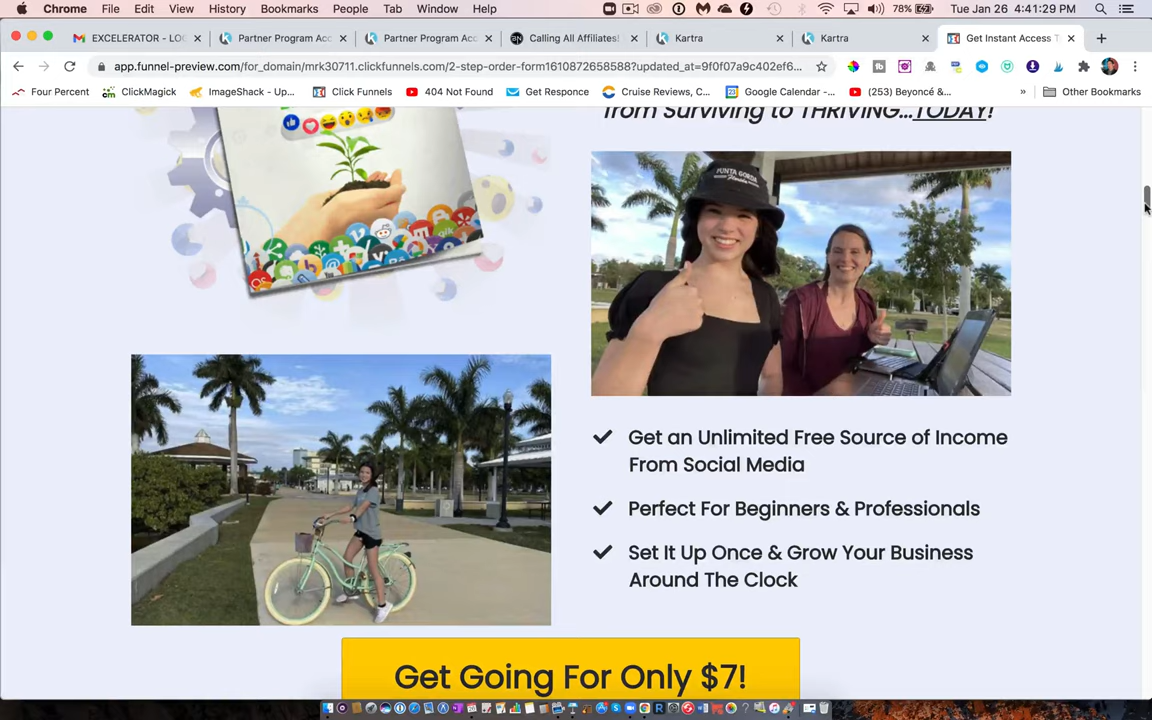 Chrome File Edit View History Bookmarks People Tab Window Help 78% Tue Jan 26 4:41:29 PM
EXCELERATOR - LO
Partner Program Acc
Partner Program Acc
Calling All Affiliates!
Kartra
Kartra
Get Instant Access T
app.funnel-preview.com/for_domain/mrk30711.clickfunnels.com/2-step-order-form1610872658588?updated_at=9f0f07a9c402ef6...
Four Percent
ClickMagick
ImageShack - Up...
Click Funnels
404 Not Found
Get Response
Cruise Reviews, C...
Google Calendar -...
(253) Beyoncé &...
»
Other Bookmarks
from Surviving to THRIVING...TODAY!
PUNTA GORDA
Florida
Get an Unlimited Free Source of Income
From Social Media
Perfect For Beginners & Professionals
Set It Up Once & Grow Your Business
Around The Clock
Get Going For Only $7!